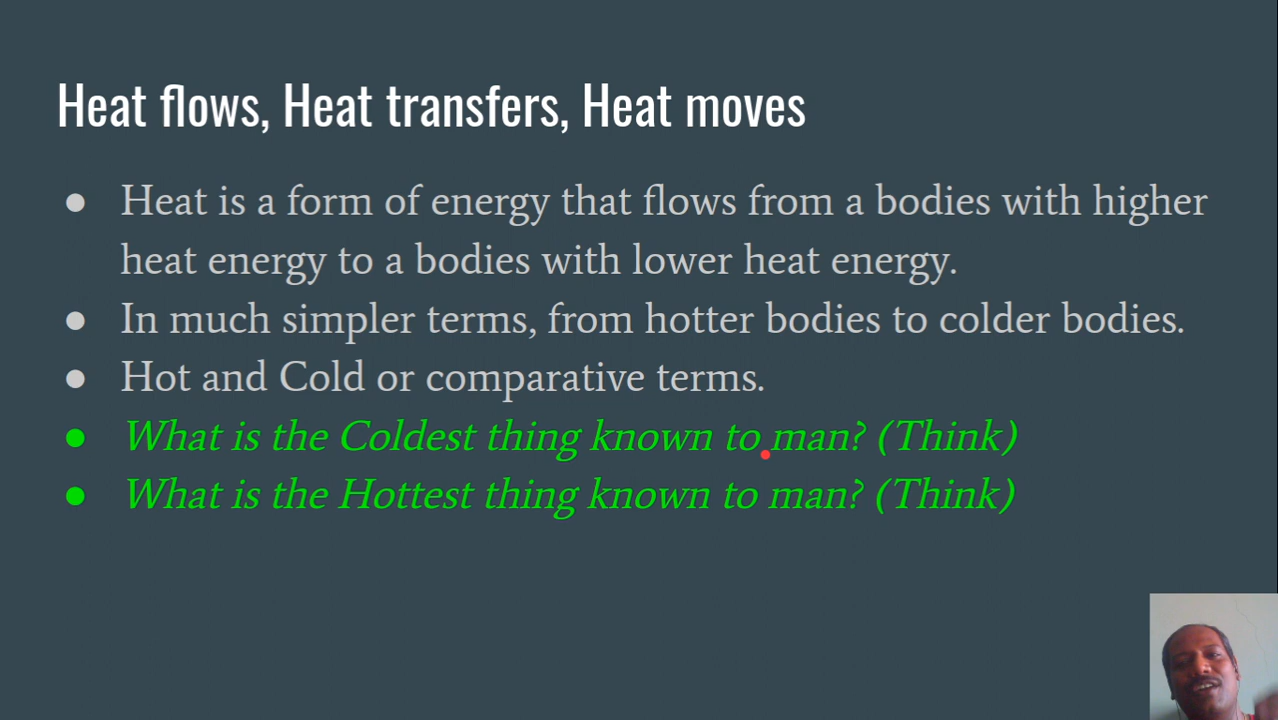 Heat flows, Heat transfers, Heat moves
● Heat is a form of energy that flows from a bodies with higher
heat energy to a bodies with lower heat energy.
● In much simpler terms, from hotter bodies to colder bodies.
● Hot and Cold or comparative terms.
● What is the Coldest thing known to man? (Think)
● What is the Hottest thing known to man? (Think)